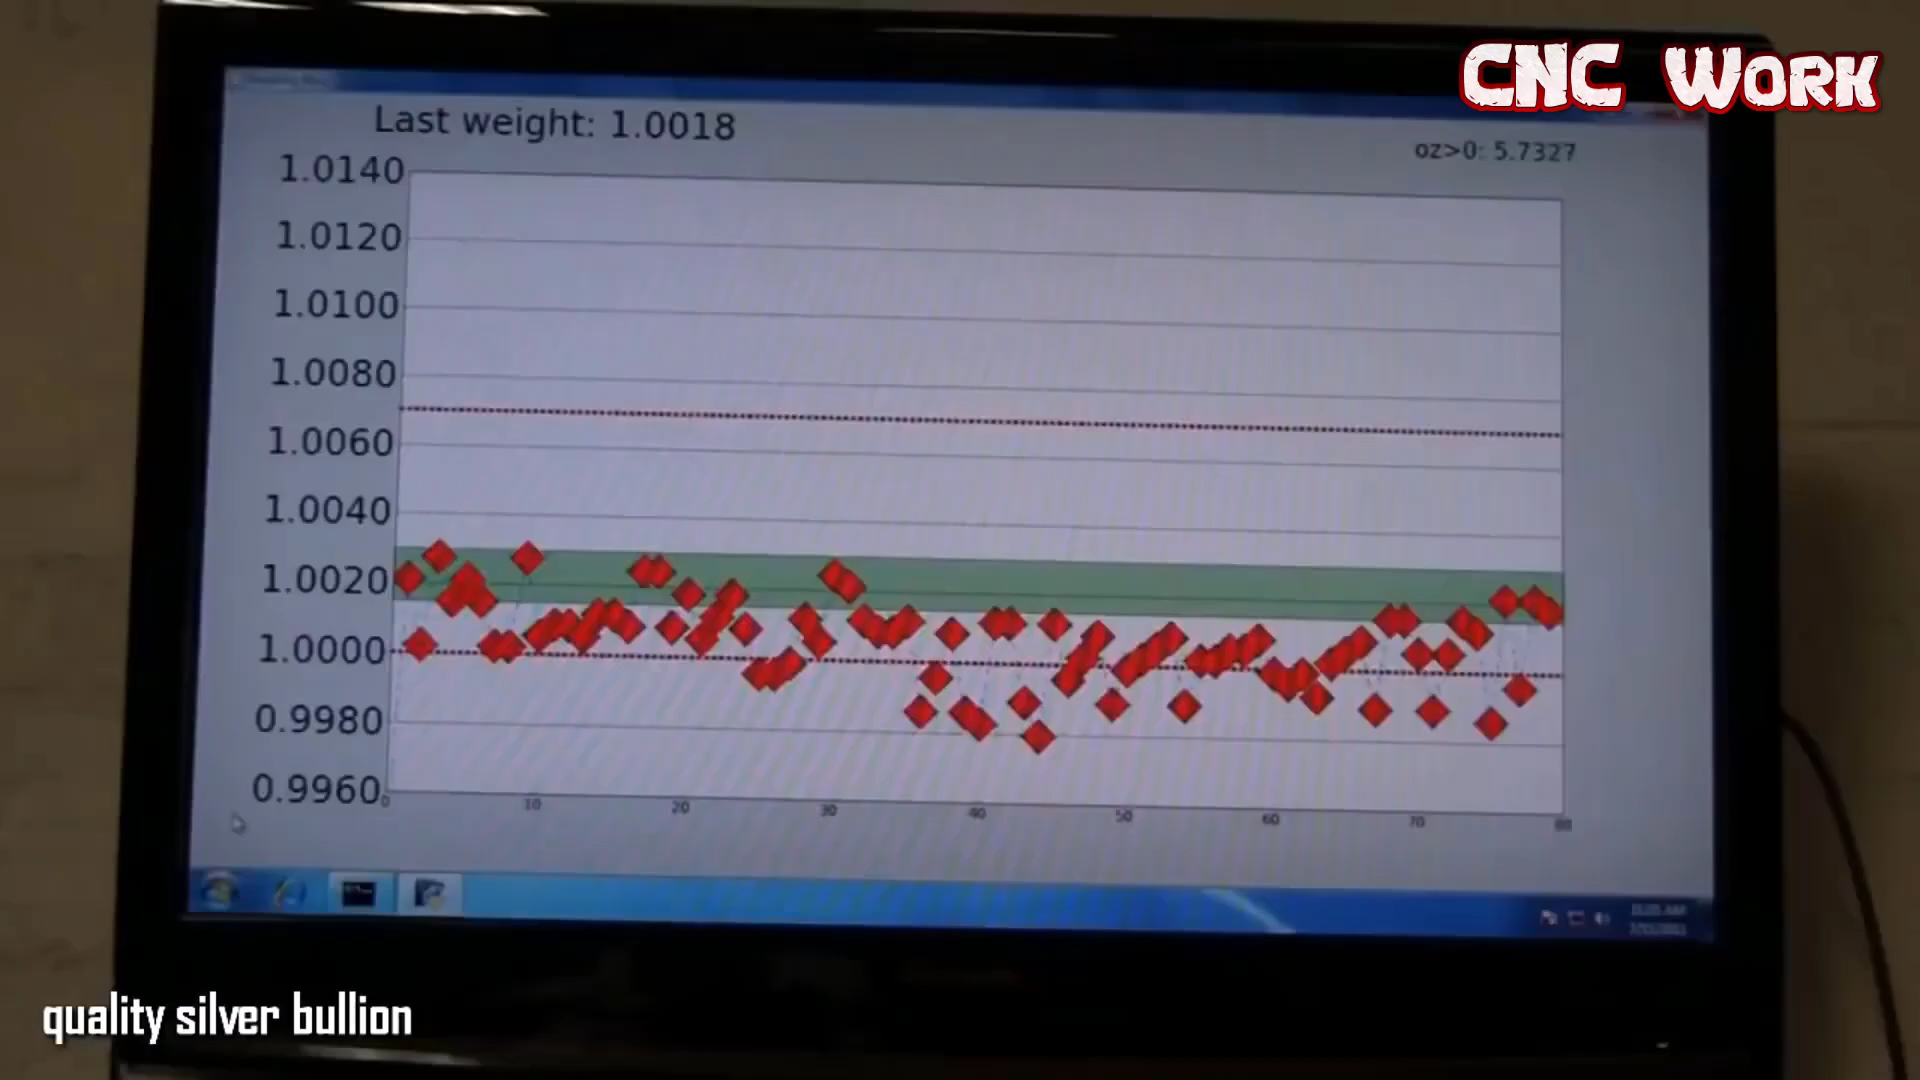 CNC Work
Last weight: 1.0018
oz>0: 5.7327
1.0140
1.0120
1.0100
1.0080
1.0060
1.0040
1.0020
1.0000
0.9980
0.9960
0 10 20 30 40 50 60 70 80
quality silver bullion